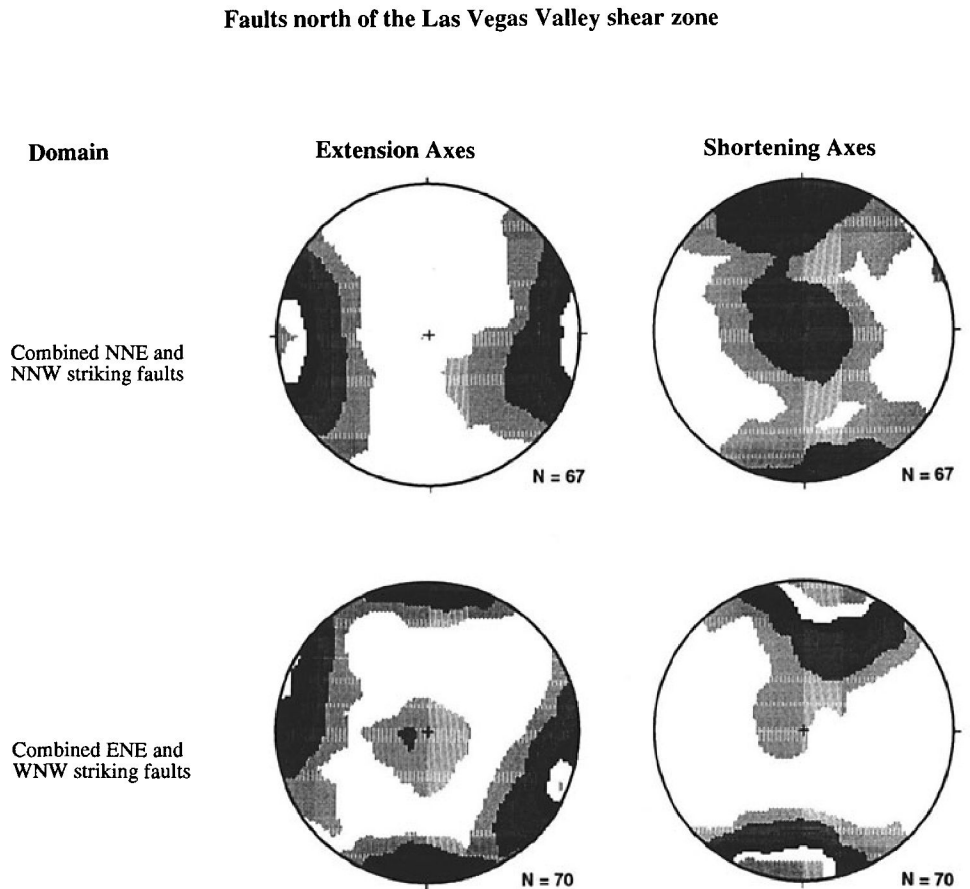 Faults north of the Las Vegas Valley shear zone
Domain
Extension Axes
Shortening Axes
Combined NNE and
NNW striking faults
N = 67
N = 67
Combined ENE and
WNW striking faults
N = 70
N = 70